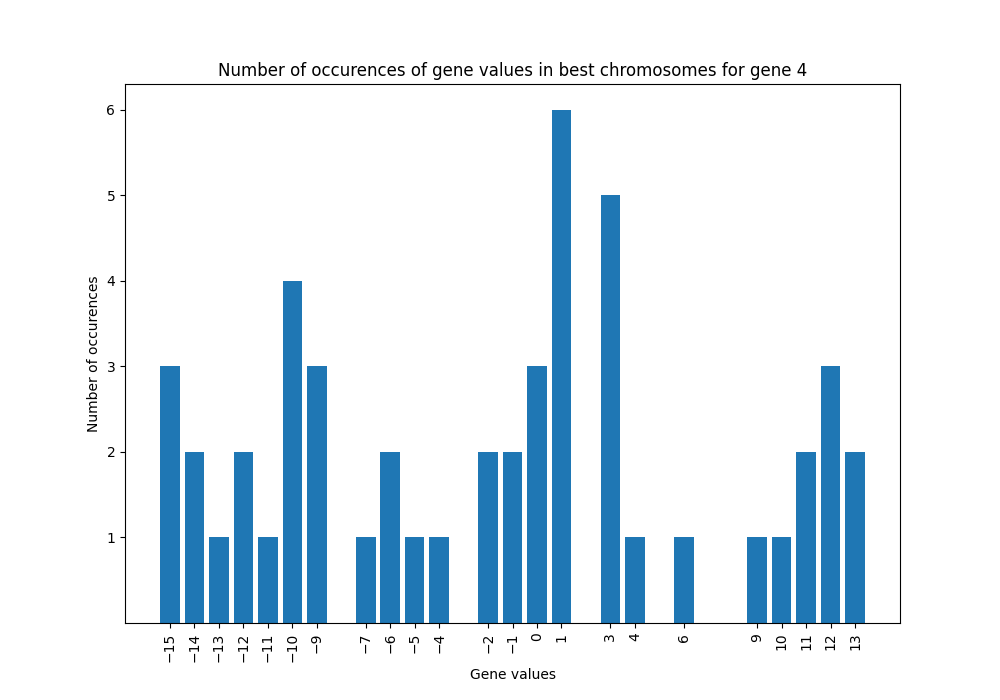 Number of occurences of gene values in best chromosomes for gene 4
Number of occurences
6
5
4
3
2
1
−15 −14 −13 −12 −11 −10 −9 −7 −6 −5 −4 −2 −1 0 1 3 4 6 9 10 11 12 13
Gene values